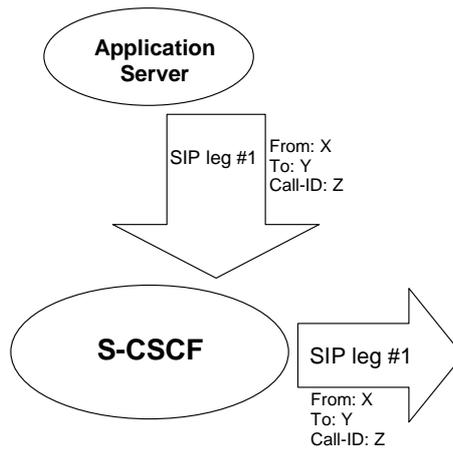 Application
Server
SIP leg #1
From: X
To: Y
Call-ID: Z
S-CSCF
SIP leg #1
From: X
To: Y
Call-ID: Z